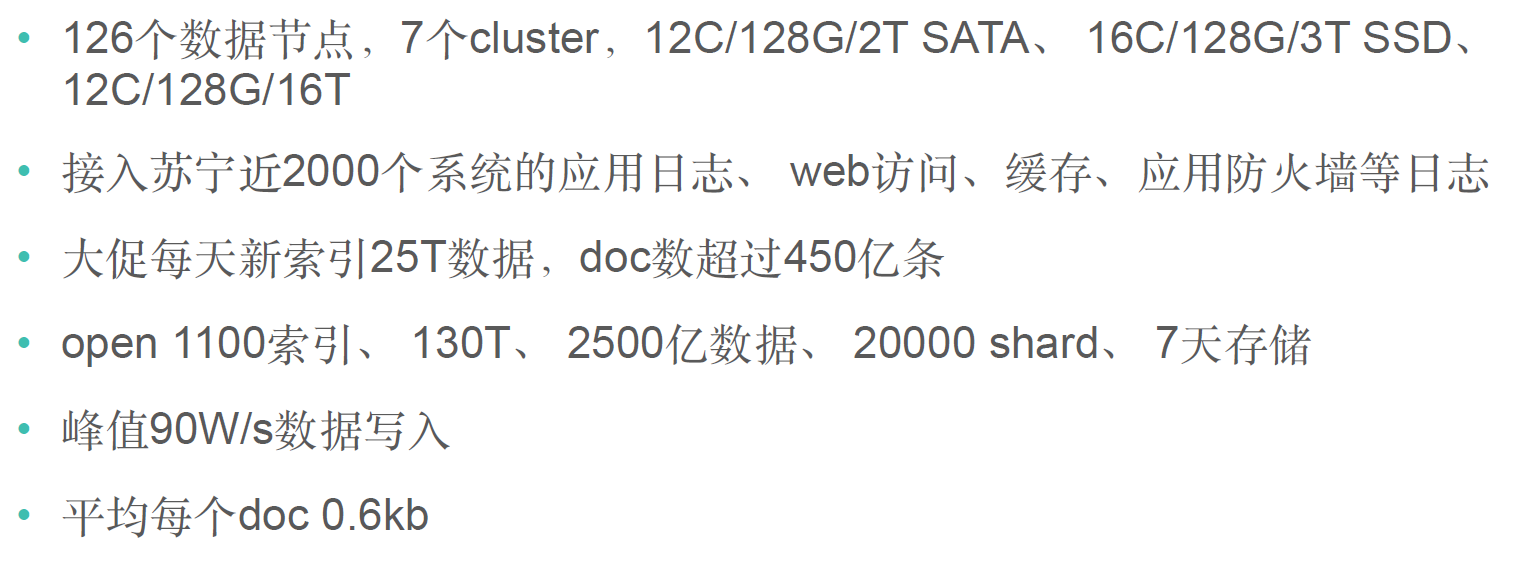 • 126个数据节点，7个cluster，12C/128G/2T SATA、 16C/128G/3T SSD、
12C/128G/16T
• 接入苏宁近2000个系统的应用日志、 web访问、缓存、应用防火墙等日志
• 大促每天新索引25T数据，doc数超过450亿条
• open 1100索引、 130T、 2500亿数据、 20000 shard、 7天存储
• 峰值90W/s数据写入
• 平均每个doc 0.6kb